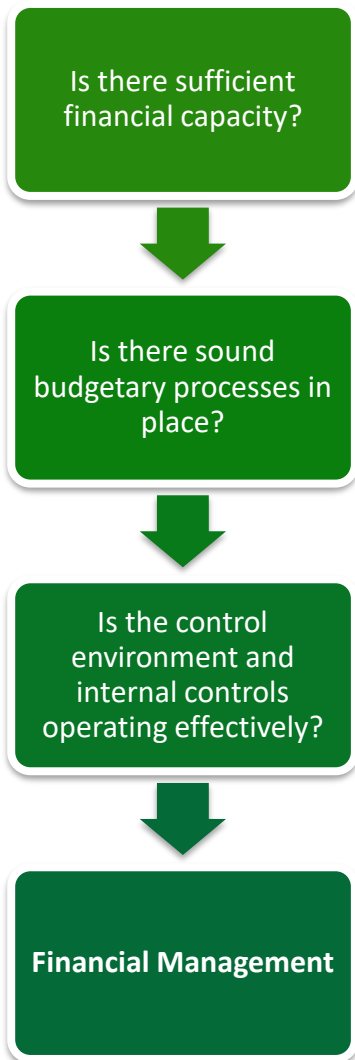 Is there sufficient
financial capacity?
Is there sound
budgetary processes in
place?
Is the control
environment and
internal controls
operating effectively?
Financial Management